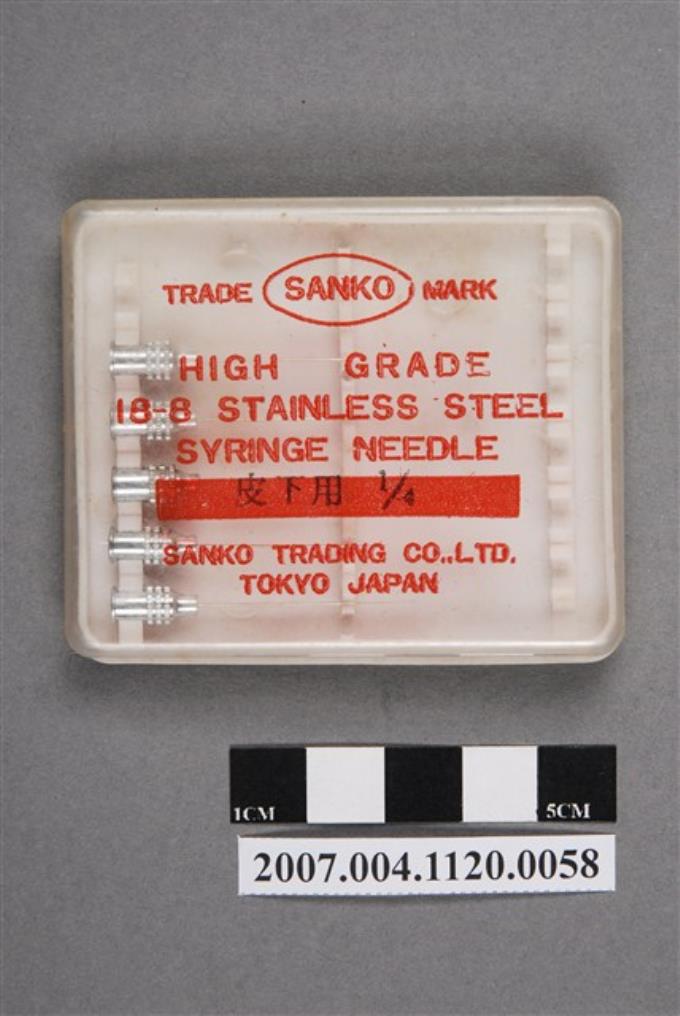 TRADE SANKO MARK
HIGH GRADE
18-8 STAINLESS STEEL
SYRINGE NEEDLE
皮下用 1/4
SANKO TRADING CO.,LTD.
TOKYO JAPAN
1CM 5CM
2007.004.1120.0058